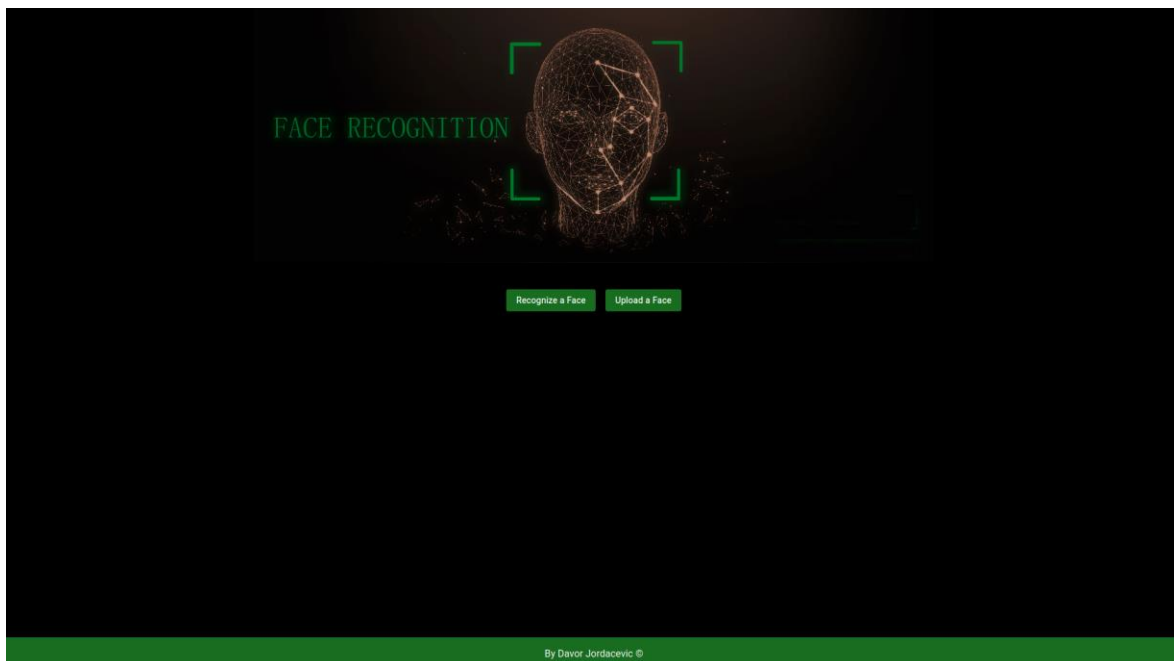 FACE RECOGNITION
Recognize a Face Upload a Face
By Davor Jordacevic ©